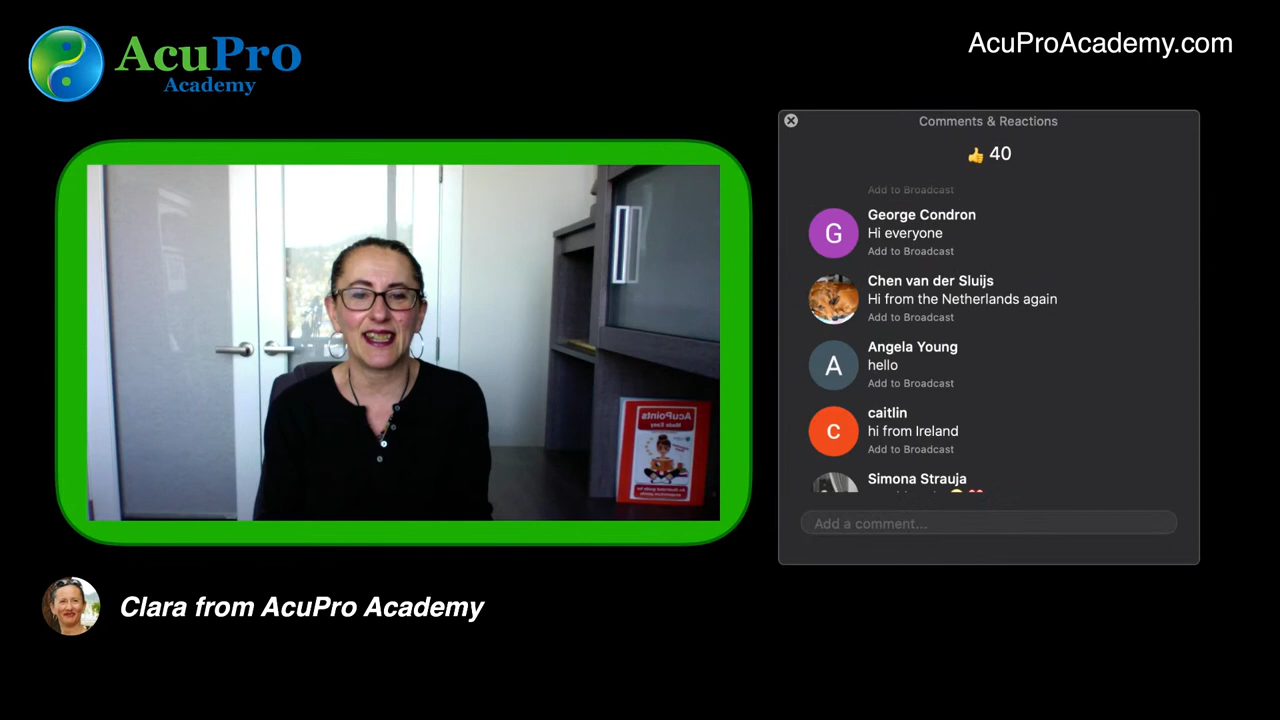 AcuPro
Academy
AcuProAcademy.com
Comments & Reactions
👍 40
Add to Broadcast
George Condron
G
Hi everyone
Add to Broadcast
Chen van der Sluijs
Hi from the Netherlands again
Add to Broadcast
Angela Young
A
hello
Add to Broadcast
caitlin
C
hi from Ireland
Add to Broadcast
Simona Strauja
Add a comment...
AcuPoints
Made Easy
Clara from AcuPro Academy